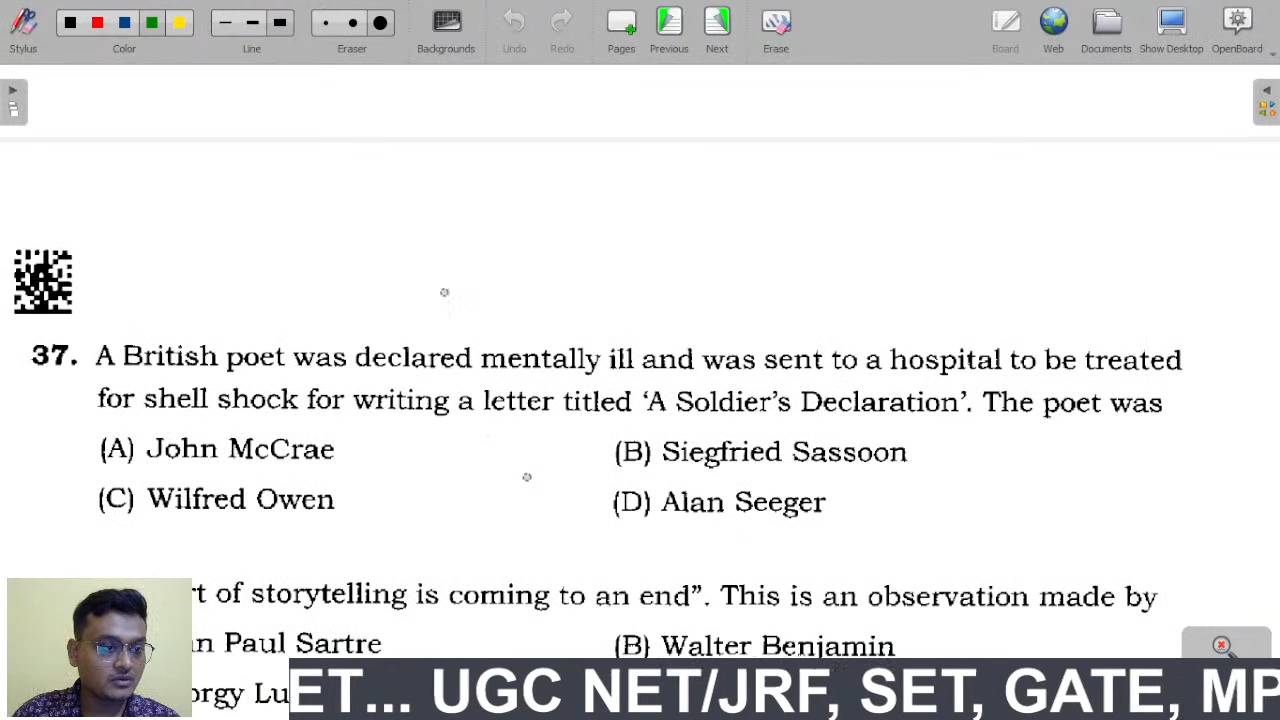 Stylus Color Line Eraser Backgrounds Undo Redo Pages Previous Next Erase Board Web Documents Show Desktop OpenBoard
37. A British poet was declared mentally ill and was sent to a hospital to be treated
for shell shock for writing a letter titled ‘A Soldier’s Declaration’. The poet was
(A) John McCrae (B) Siegfried Sassoon
(C) Wilfred Owen (D) Alan Seeger
of storytelling is coming to an end”. This is an observation made by
Paul Sartre (B) Walter Benjamin
ET... UGC NET/JRF, SET, GATE, MP